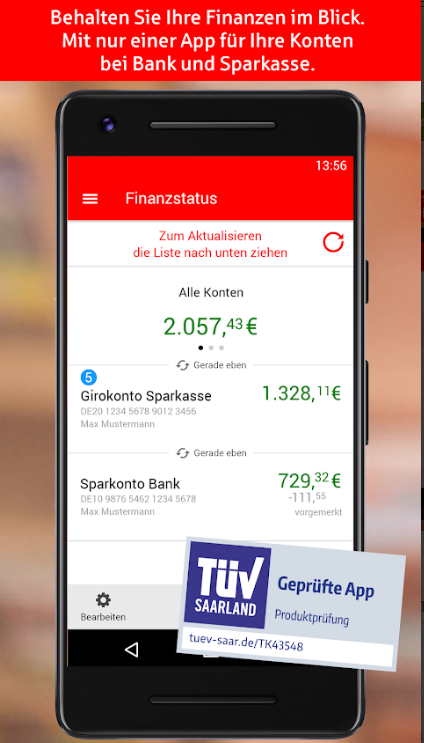 Behalten Sie Ihre Finanzen im Blick.
Mit nur einer App für Ihre Konten
bei Bank und Sparkasse.
13:56
Finanzstatus
Zum Aktualisieren
die Liste nach unten ziehen
Alle Konten
2.057,43€
Gerade eben
5
Girokonto Sparkasse 1.328,11€
DE20 1234 5678 9012 3456
Max Mustermann
Gerade eben
Sparkonto Bank 729,32€
DE10 9876 5462 1234 5678 -111,55
Max Mustermann vorgemerkt
TÜV
SAARLAND
Geprüfte App
Produktprüfung
tuev-saar.de/TK43548
Bearbeiten